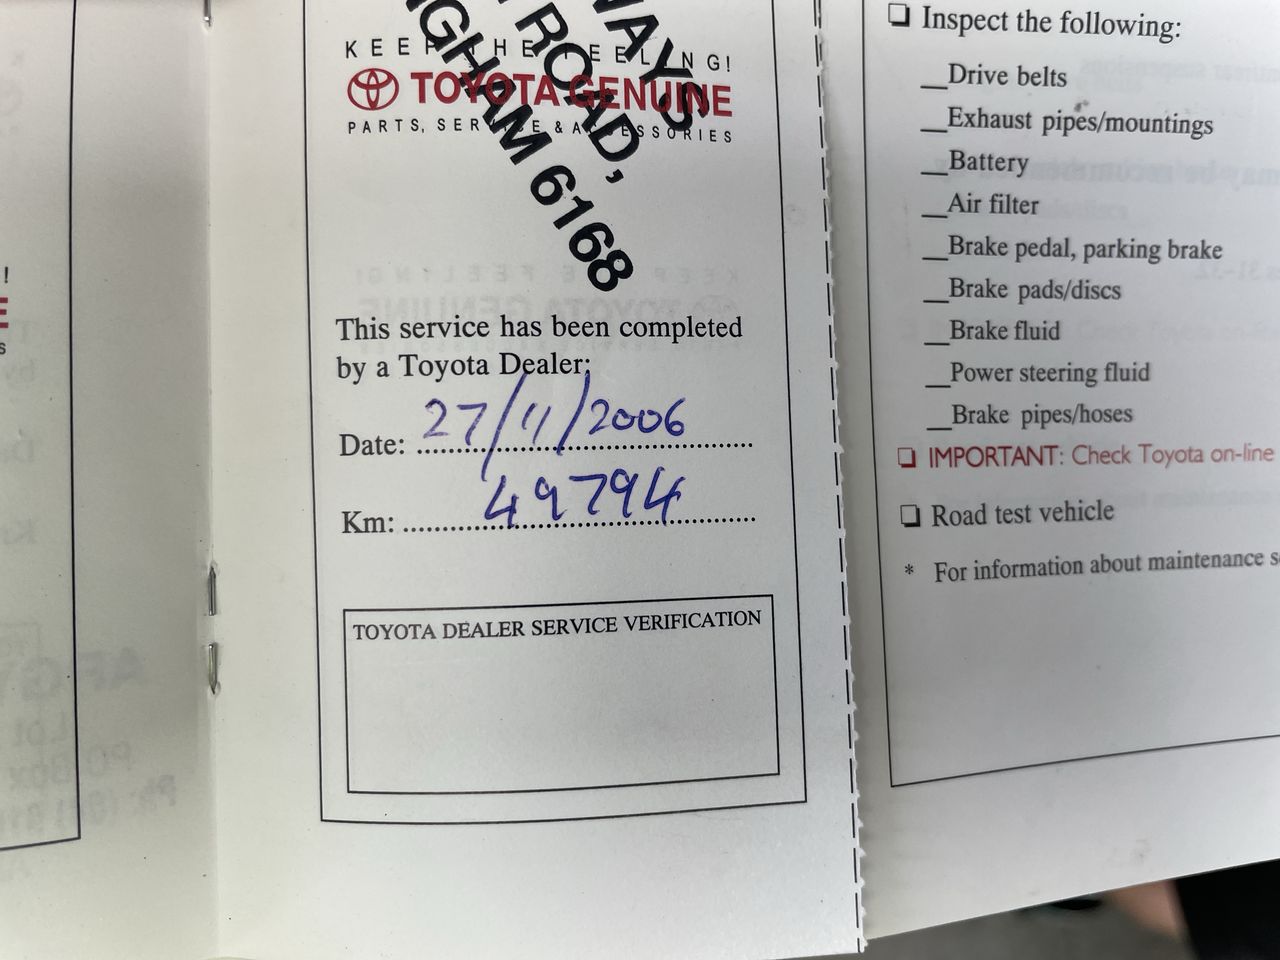 WAYS
ROAD,
GHAM 6168
KEEP THE FEELING!
TOYOTA GENUINE
PARTS, SERVICE & ACCESSORIES
This service has been completed
by a Toyota Dealer:
Date: 27/11/2006
Km: 49794
TOYOTA DEALER SERVICE VERIFICATION
❑ Inspect the following:
__Drive belts
__Exhaust pipes/mountings
__Battery
__Air filter
__Brake pedal, parking brake
__Brake pads/discs
__Brake fluid
__Power steering fluid
__Brake pipes/hoses
❑ IMPORTANT: Check Toyota on-line
❑ Road test vehicle
* For information about maintenance